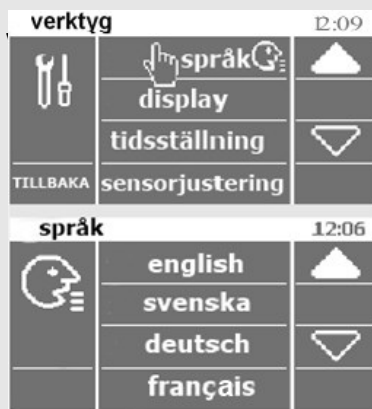 verktyg 12:09
språk
display
tidsställning
TILLBAKA sensorjustering
språk 12:06
english
svenska
deutsch
français